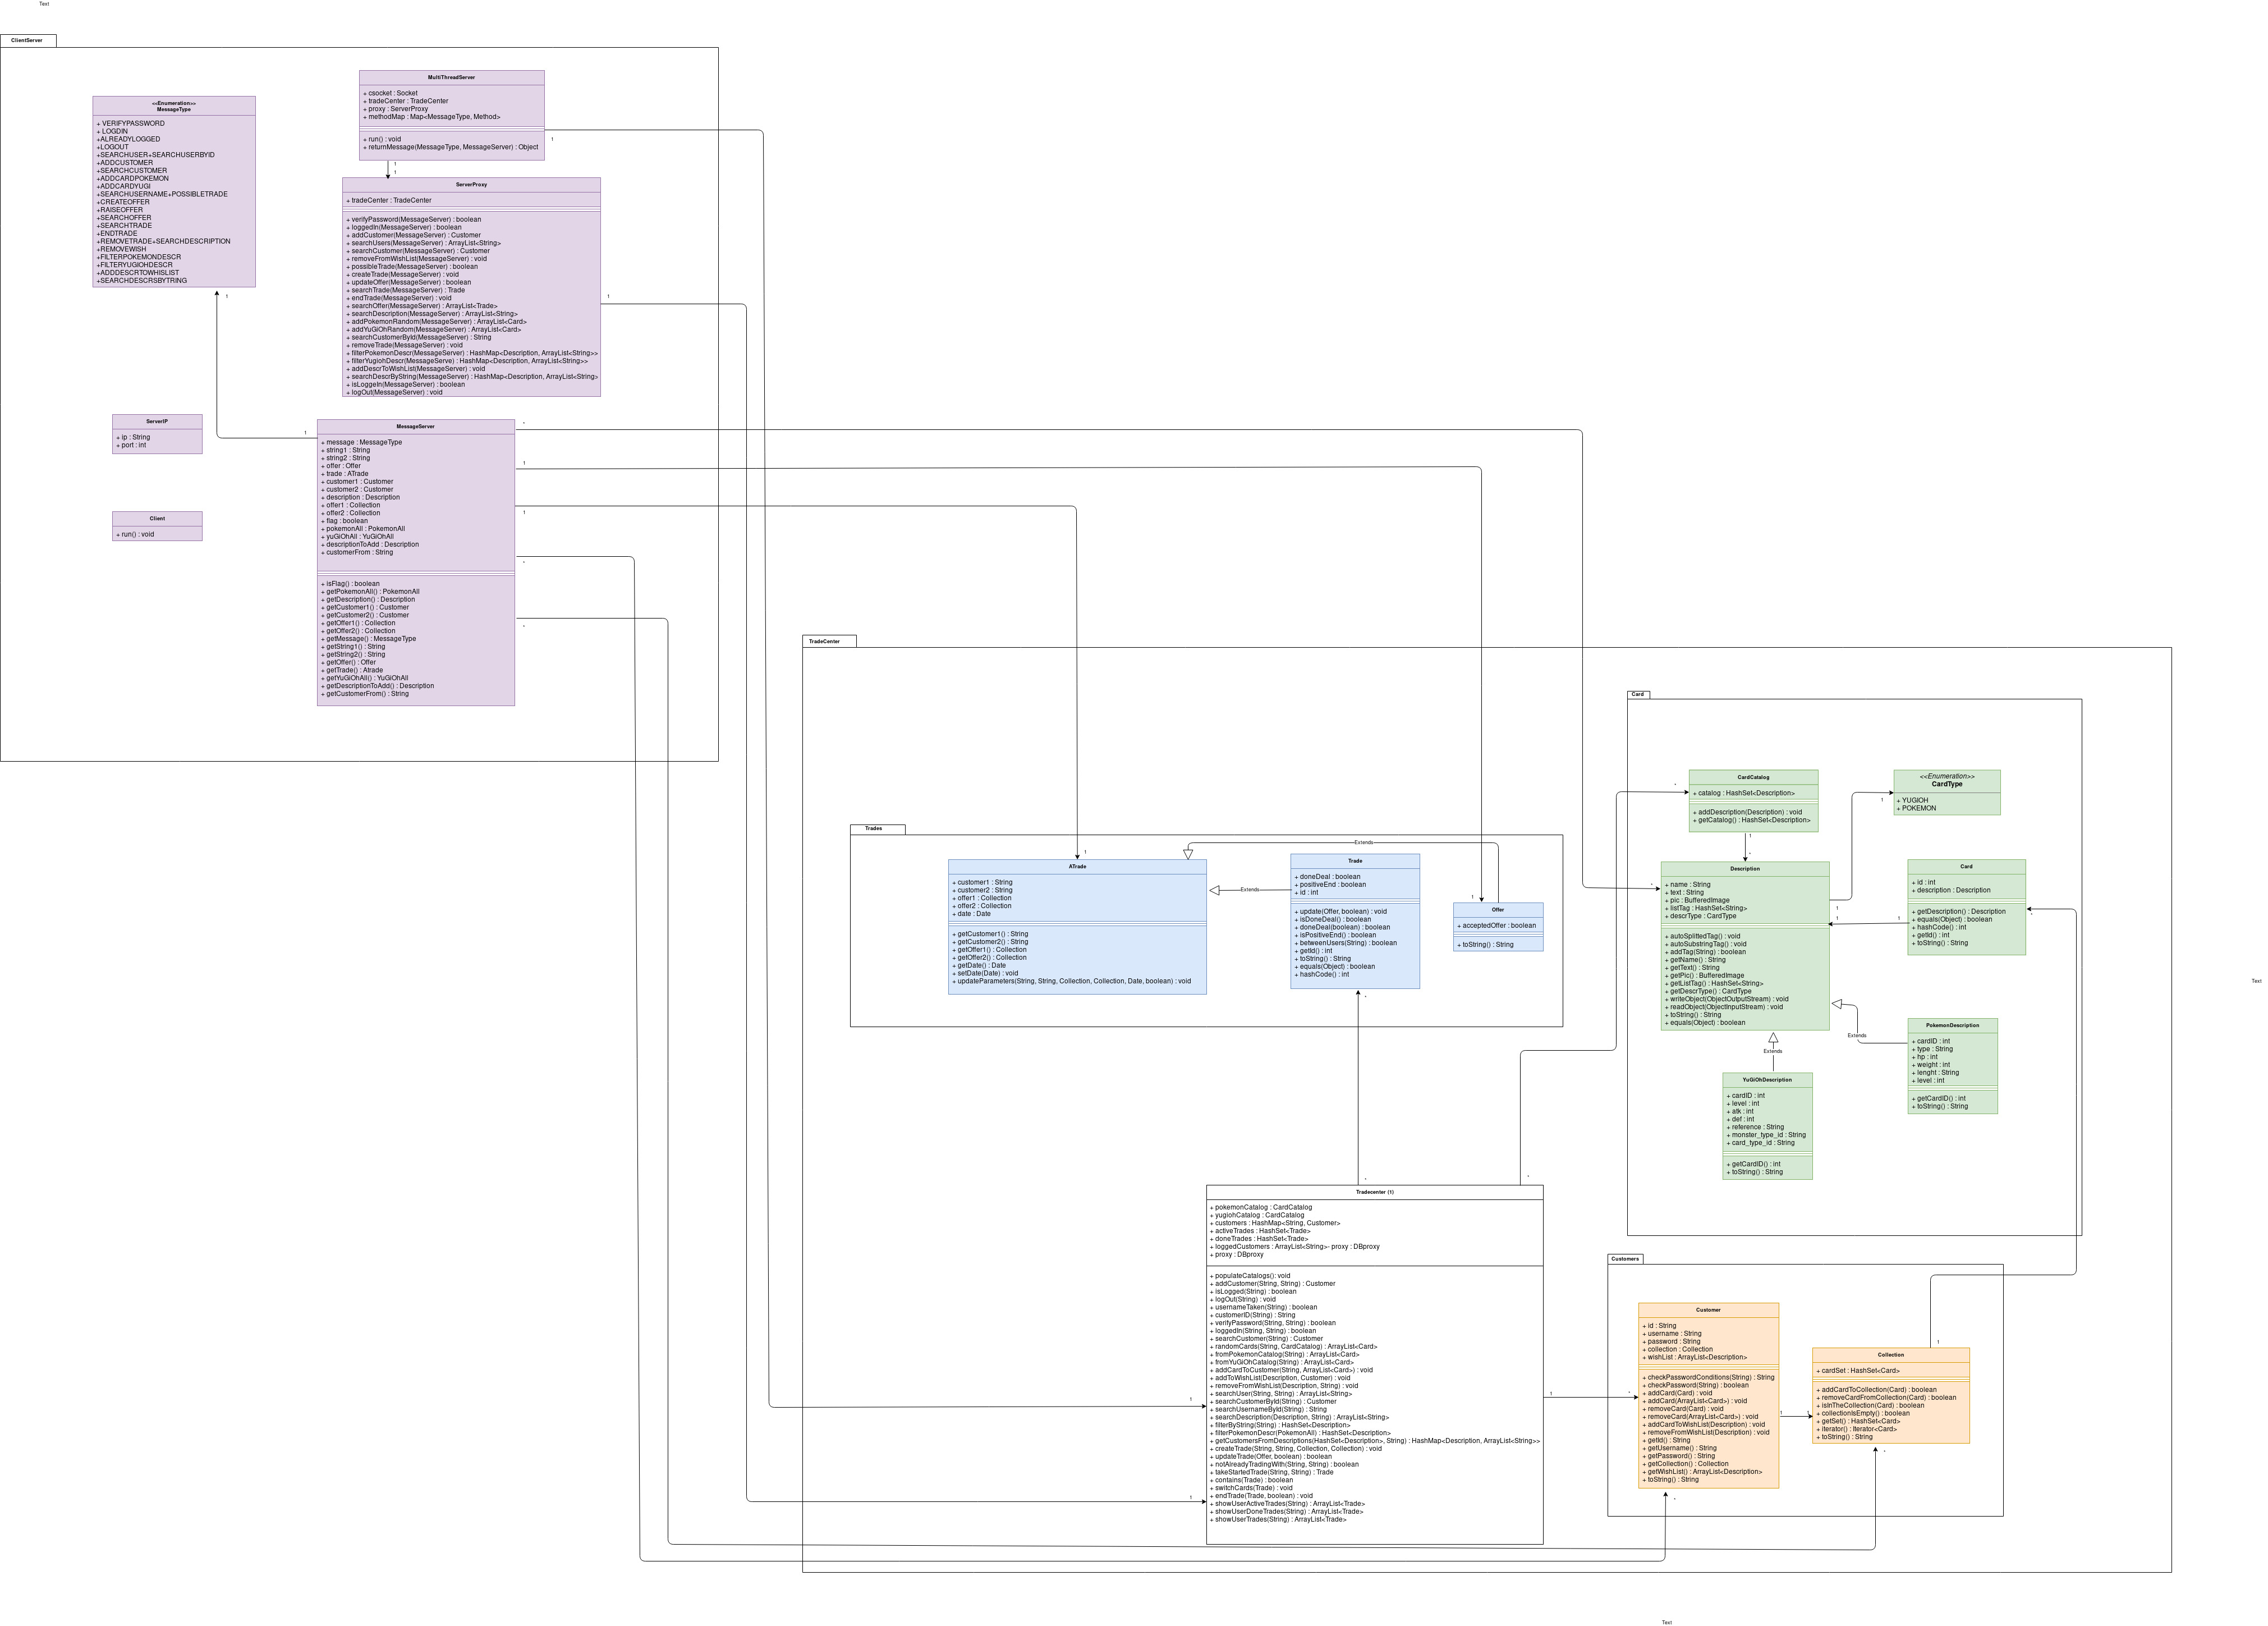 Text
ClientServer
MultiThreadServer
+ csocket : Socket
+ tradeCenter : TradeCenter
+ proxy : ServerProxy
+ methodMap : Map<MessageType, Method>
+ run() : void
+ returnMessage(MessageType, MessageServer) : Object
1
1
1
<<Enumeration>>
MessageType
+ VERIFYPASSWORD
+ LOGDIN
+ALREADYLOGGED
+LOGOUT
+SEARCHUSER+SEARCHUSERBYID
+ADDCUSTOMER
+SEARCHCUSTOMER
+ADDCARDPOKEMON
+ADDCARDYUGI
+SEARCHUSERNAME+POSSIBLETRADE
+CREATEOFFER
+RAISEOFFER
+SEARCHOFFER
+SEARCHTRADE
+ENDTRADE
+REMOVETRADE+SEARCHDESCRIPTION
+REMOVEWISH
+FILTERPOKEMONDESCR
+FILTERYUGIOHDESCR
+ADDDESCRTOWHISLIST
+SEARCHDESCRSBYTRING
1
ServerProxy
+ tradeCenter : TradeCenter
+ verifyPassword(MessageServer) : boolean
+ loggedIn(MessageServer) : boolean
+ addCustomer(MessageServer) : Customer
+ searchUsers(MessageServer) : ArrayList<String>
+ searchCustomer(MessageServer) : Customer
+ removeFromWishList(MessageServer) : void
+ possibleTrade(MessageServer) : boolean
+ createTrade(MessageServer) : void
+ updateOffer(MessageServer) : boolean
+ searchTrade(MessageServer) : Trade
+ endTrade(MessageServer) : void
+ searchOffer(MessageServer) : ArrayList<Trade>
+ searchDescription(MessageServer) : ArrayList<String>
+ addPokemonRandom(MessageServer) : ArrayList<Card>
+ addYuGiOhRandom(MessageServer) : ArrayList<Card>
+ searchCustomerById(MessageServer) : String
+ removeTrade(MessageServer) : void
+ filterPokemonDescr(MessageServer) : HashMap<Description, ArrayList<String>>
+ filterYugiohDescr(MessageServe) : HashMap<Description, ArrayList<String>>
+ addDescrToWishList(MessageServer) : void
+ searchDescrByString(MessageServer) : HashMap<Description, ArrayList<String>
+ isLoggeIn(MessageServer) : boolean
+ logOut(MessageServer) : void
1
ServerIP
+ ip : String
+ port : int
Client
+ run() : void
1
MessageServer
+ message : MessageType
+ string1 : String
+ string2 : String
+ offer : Offer
+ trade : ATrade
+ customer1 : Customer
+ customer2 : Customer
+ description : Description
+ offer1 : Collection
+ offer2 : Collection
+ flag : boolean
+ pokemonAll : PokemonAll
+ yuGiOhAll : YuGiOhAll
+ descriptionToAdd : Description
+ customerFrom : String
+ isFlag() : boolean
+ getPokemonAll() : PokemonAll
+ getDescription() : Description
+ getCustomer1() : Customer
+ getCustomer2() : Customer
+ getOffer1() : Collection
+ getOffer2() : Collection
+ getMessage() : MessageType
+ getString1() : String
+ getString2() : String
+ getOffer() : Offer
+ getTrade() : Atrade
+ getYuGiOhAll() : YuGiOhAll
+ getDescriptionToAdd() : Description
+ getCustomerFrom() : String
*
1
1
*
*
TradeCenter
Trades
ATrade
+ customer1 : String
+ customer2 : String
+ offer1 : Collection
+ offer2 : Collection
+ date : Date
+ getCustomer1() : String
+ getCustomer2() : String
+ getOffer1() : Collection
+ getOffer2() : Collection
+ getDate() : Date
+ setDate(Date) : void
+ updateParameters(String, String, Collection, Collection, Date, boolean) : void
1
Extends
Extends
Trade
+ doneDeal : boolean
+ positiveEnd : boolean
+ id : int
+ update(Offer, boolean) : void
+ isDoneDeal() : boolean
+ doneDeal(boolean) : boolean
+ isPositiveEnd() : boolean
+ betweenUsers(String) : boolean
+ getId() : int
+ toString() : String
+ equals(Object) : boolean
+ hashCode() : int
*
1
Offer
+ acceptedOffer : boolean
+ toString() : String
Card
CardCatalog
+ catalog : HashSet<Description>
+ addDescription(Description) : void
+ getCatalog() : HashSet<Description>
*
1
*
<<Enumeration>>
CardType
+ YUGIOH
+ POKEMON
1
Description
+ name : String
+ text : String
+ pic : BufferedImage
+ listTag : HashSet<String>
+ descrType : CardType
+ autoSplittedTag() : void
+ autoSubstringTag() : void
+ addTag(String) : boolean
+ getName() : String
+ getText() : String
+ getPic() : BufferedImage
+ getListTag() : HashSet<String>
+ getDescrType() : CardType
+ writeObject(ObjectOutputStream) : void
+ readObject(ObjectInputStream) : void
+ toString() : String
+ equals(Object) : boolean
*
1
1
1
Card
+ id : int
+ description : Description
+ getDescription() : Description
+ equals(Object) : boolean
+ hashCode() : int
+ getId() : int
+ toString() : String
*
Text
Extends
Extends
PokemonDescription
+ cardID : int
+ type : String
+ hp : int
+ weight : int
+ lenght : String
+ level : int
+ getCardID() : int
+ toString() : String
YuGiOhDescription
+ cardID : int
+ level : int
+ atk : int
+ def : int
+ reference : String
+ monster_type_id : String
+ card_type_id : String
+ getCardID() : int
+ toString() : String
*
*
Tradecenter (1)
+ pokemonCatalog : CardCatalog
+ yugiohCatalog : CardCatalog
+ customers : HashMap<String, Customer>
+ activeTrades : HashSet<Trade>
+ doneTrades : HashSet<Trade>
+ loggedCustomers : ArrayList<String>- proxy : DBproxy
+ proxy : DBproxy
+ populateCatalogs(): void
+ addCustomer(String, String) : Customer
+ isLogged(String) : boolean
+ logOut(String) : void
+ usernameTaken(String) : boolean
+ customerID(String) : String
+ verifyPassword(String, String) : boolean
+ loggedIn(String, String) : boolean
+ searchCustomer(String) : Customer
+ randomCards(String, CardCatalog) : ArrayList<Card>
+ fromPokemonCatalog(String) : ArrayList<Card>
+ fromYuGiOhCatalog(String) : ArrayList<Card>
+ addCardToCustomer(String, ArrayList<Card>) : void
+ addToWishList(Description, Customer) : void
+ removeFromWishList(Description, String) : void
+ searchUser(String, String) : ArrayList<String>
+ searchCustomerById(String) : Customer
+ searchUsernameById(String) : String
+ searchDescription(Description, String) : ArrayList<String>
+ filterByString(String) : HashSet<Description>
+ filterPokemonDescr(PokemonAll) : HashSet<Description>
+ getCustomersFromDescriptions(HashSet<Description>, String) : HashMap<Description, ArrayList<String>>
+ createTrade(String, String, Collection, Collection) : void
+ updateTrade(Offer, boolean) : boolean
+ notAlreadyTradingWith(String, String) : boolean
+ takeStartedTrade(String, String) : Trade
+ contains(Trade) : boolean
+ switchCards(Trade) : void
+ endTrade(Trade, boolean) : void
+ showUserActiveTrades(String) : ArrayList<Trade>
+ showUserDoneTrades(String) : ArrayList<Trade>
+ showUserTrades(String) : ArrayList<Trade>
1
1
1
*
Customers
Customer
+ id : String
+ username : String
+ password : String
+ collection : Collection
+ wishList : ArrayList<Description>
+ checkPasswordConditions(String) : String
+ checkPassword(String) : boolean
+ addCard(Card) : void
+ addCard(ArrayList<Card>) : void
+ removeCard(Card) : void
+ removeCard(ArrayList<Card>) : void
+ addCardToWishList(Description) : void
+ removeFromWishList(Description) : void
+ getId() : String
+ getUsername() : String
+ getPassword() : String
+ getCollection() : Collection
+ getWishList() : ArrayList<Description>
+ toString() : String
*
1
1
1
Collection
+ cardSet : HashSet<Card>
+ addCardToCollection(Card) : boolean
+ removeCardFromCollection(Card) : boolean
+ isInTheCollection(Card) : boolean
+ collectionIsEmpty() : boolean
+ getSet() : HashSet<Card>
+ iterator() : Iterator<Card>
+ toString() : String
*
Text